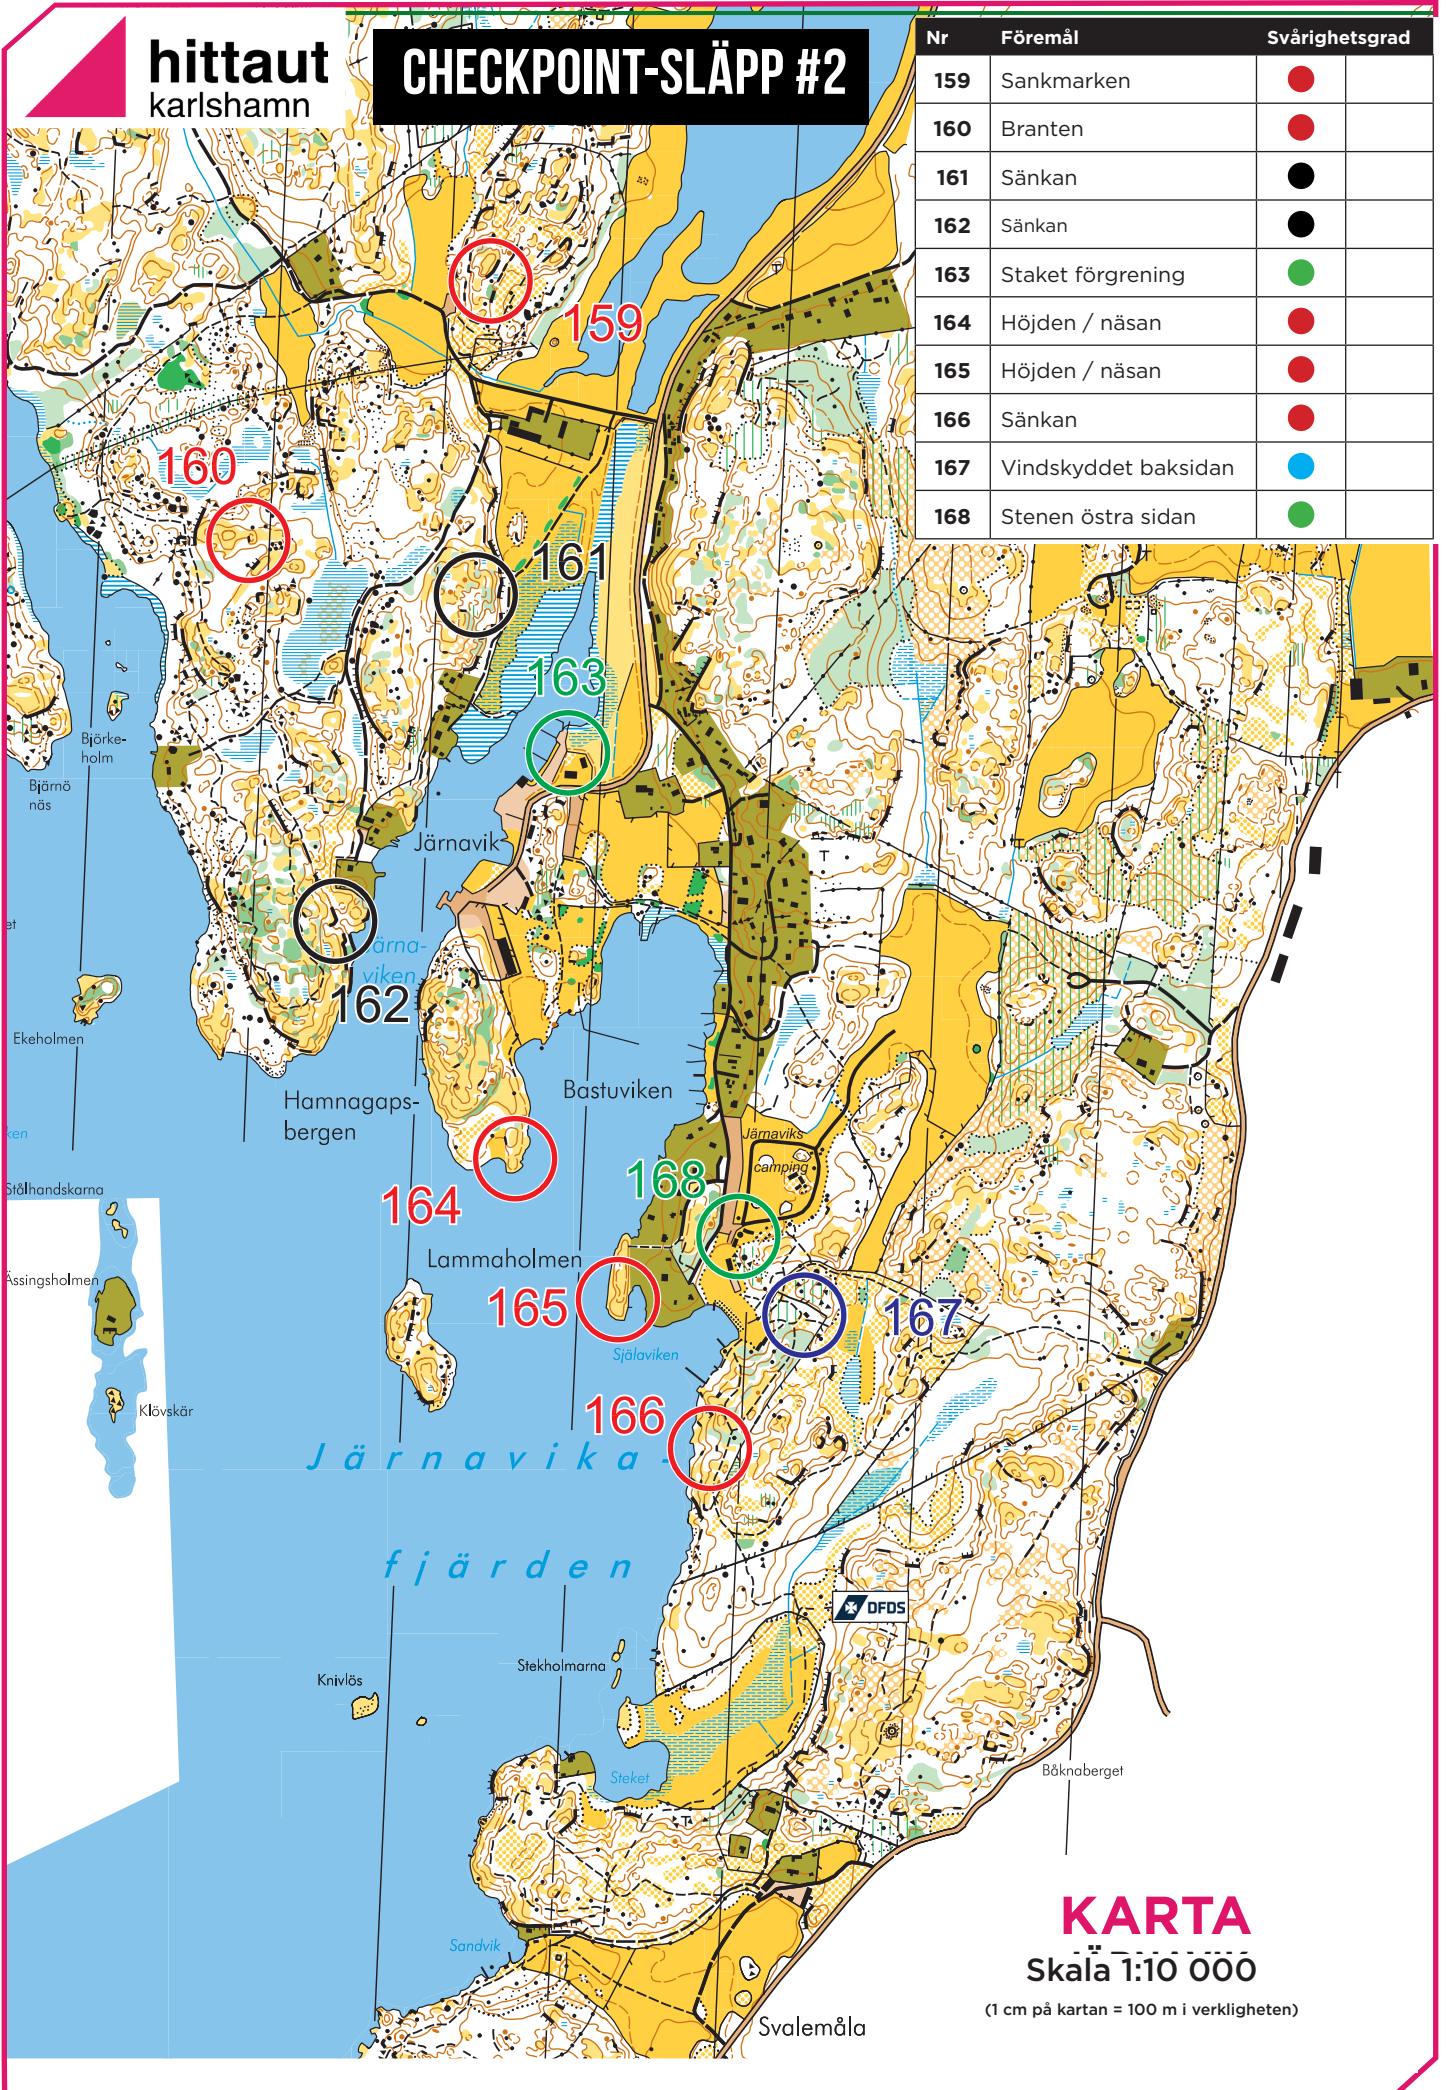 hittaut
karlshamn
CHECKPOINT-SLÄPP #2
Nr Föremål Svårighetsgrad
159 Sankmarken
160 Branten
161 Sänkan
162 Sänkan
163 Staket förgrening
164 Höjden / näsan
165 Höjden / näsan
166 Sänkan
167 Vindskyddet baksidan
168 Stenen östra sidan
159
160
161
163
Björke-
holm
Bjärnö
näs
Järnavik
162
viken
Ekeholmen
Hamnagaps-
bergen
Bastuviken
Järnaviks
camping
Stålhandskarna
164
168
Lammaholmen
Ässingsholmen
165
167
Själaviken
Klövskär
166
Järnavika-
fjärden
DFDS
Stekholmarna
Knivlös
Steket
Båknaberget
Sandvik
Svalemåla
KARTA
Skala 1:10 000
(1 cm på kartan = 100 m i verkligheten)